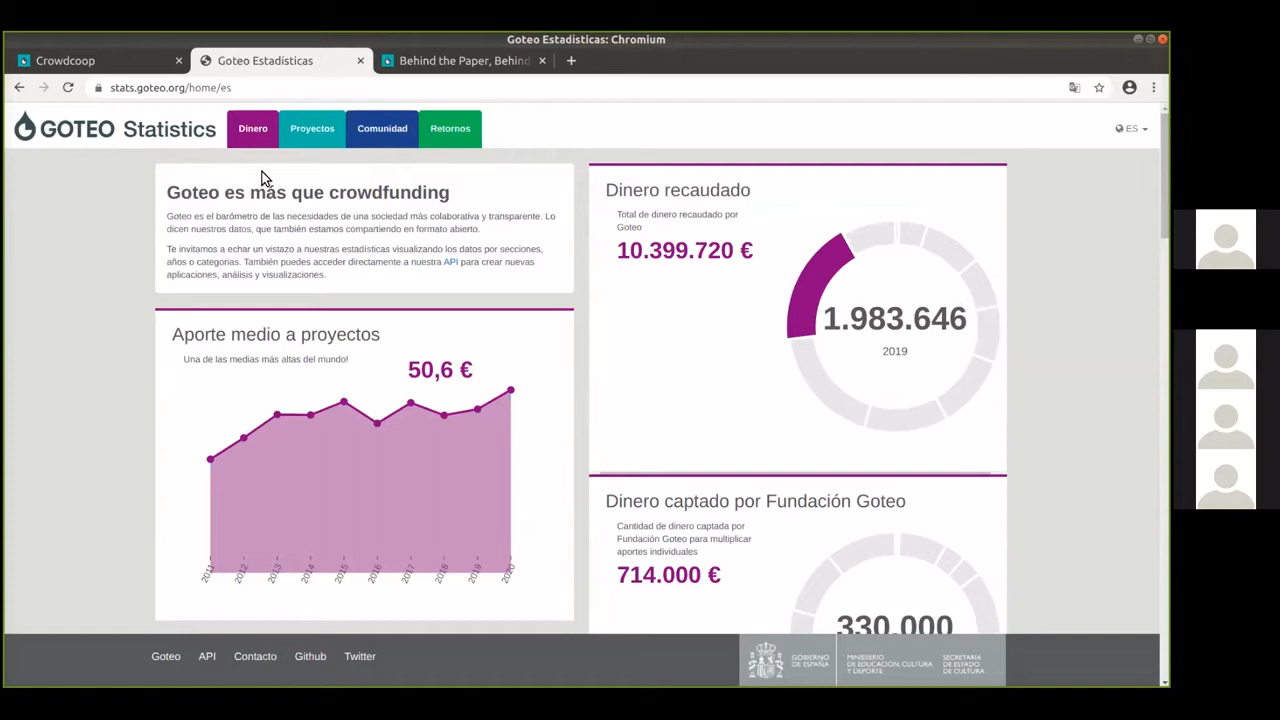 Goteo Estadísticas: Chromium
Crowdcoop
Goteo Estadísticas
Behind the Paper, Behind
stats.goteo.org/home/es
GOTEO Statistics
Dinero
Proyectos
Comunidad
Retornos
ES
Goteo es más que crowdfunding
Goteo es el barómetro de las necesidades de una sociedad más colaborativa y transparente. Lo
dicen nuestros datos, que también estamos compartiendo en formato abierto.
Te invitamos a echar un vistazo a nuestras estadísticas visualizando los datos por secciones,
años o categorias. También puedes acceder directamente a nuestra API para crear nuevas
aplicaciones, análisis y visualizaciones.
Aporte medio a proyectos
Una de las medias más altas del mundo!
50,6 €
2011
2012
2013
2014
2015
2016
2017
2018
2019
2020
Dinero recaudado
Total de dinero recaudado por
Goteo
10.399.720 €
1.983.646
2019
Dinero captado por Fundación Goteo
Cantidad de dinero captada por
Fundación Goteo para multiplicar
aportes individuales
714.000 €
330.000
Goteo
API
Contacto
Github
Twitter
GOBIERNO
DE ESPAÑA
MINISTERIO
DE EDUCACIÓN, CULTURA
Y DEPORTE
SECRETARÍA
DE ESTADO
DE CULTURA